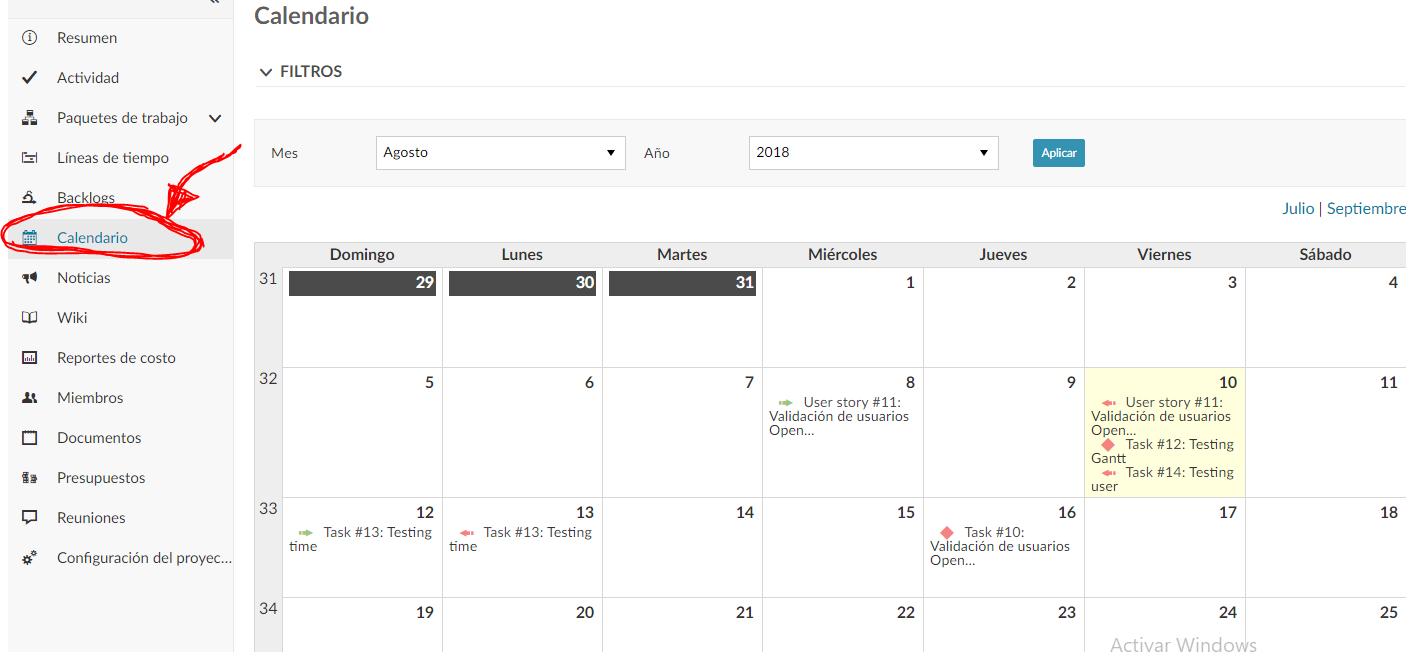 «
Resumen
Actividad
Paquetes de trabajo
Líneas de tiempo
Backlogs
Calendario
Noticias
Wiki
Reportes de costo
Miembros
Documentos
Presupuestos
Reuniones
Configuración del proyec...
Calendario
FILTROS
Mes
Agosto
Año
2018
Aplicar
Julio | Septiembre
Domingo Lunes Martes Miércoles Jueves Viernes Sábado
31 29 30 31 1 2 3 4
32 5 6 7 8 9 10 11
User story #11:
Validación de usuarios
Open...
User story #11:
Validación de usuarios
Open...
Task #12: Testing
Gantt
Task #14: Testing
user
33 12 13 14 15 16 17 18
Task #13: Testing
time
Task #13: Testing
time
Task #10:
Validación de usuarios
Open...
34 19 20 21 22 23 24 25
Activar Windows